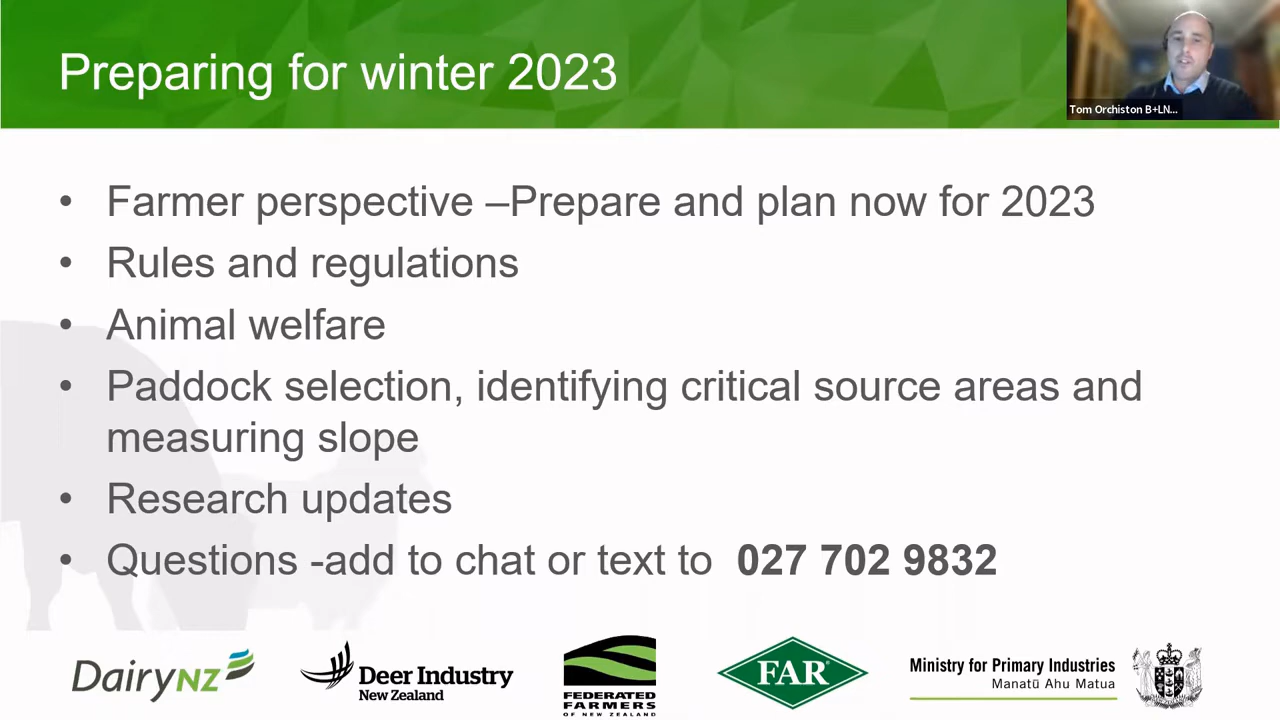 Preparing for winter 2023
Tom Orchiston B+LN...
• Farmer perspective –Prepare and plan now for 2023
• Rules and regulations
• Animal welfare
• Paddock selection, identifying critical source areas and
measuring slope
• Research updates
• Questions -add to chat or text to 027 702 9832
DairyNZ
Deer Industry
New Zealand
FEDERATED
FARMERS
OF NEW ZEALAND
FAR®
Ministry for Primary Industries
Manatū Ahu Matua